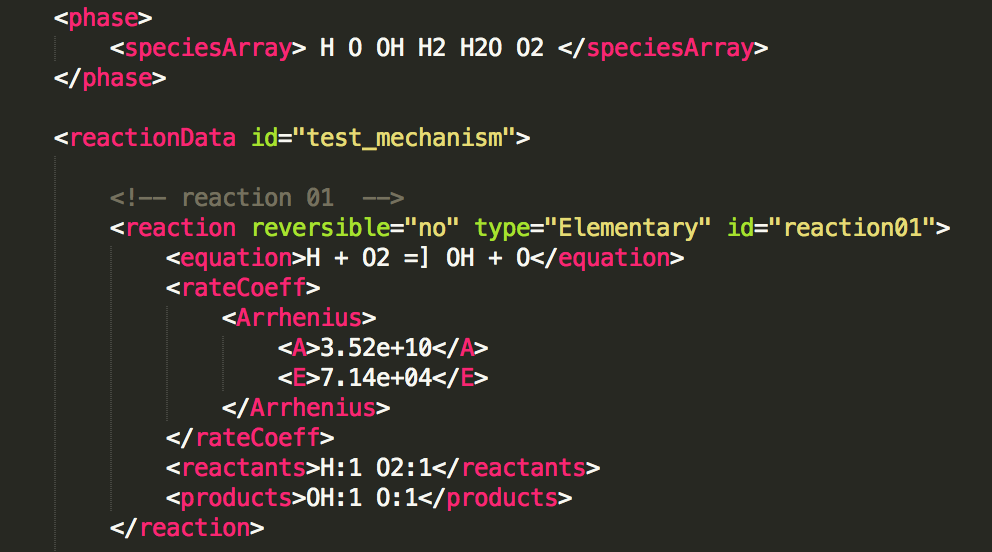 <phase>
<speciesArray> H O OH H2 H2O O2 </speciesArray>
</phase>
<reactionData id="test_mechanism">
<!-- reaction 01  -->
<reaction reversible="no" type="Elementary" id="reaction01">
<equation>H + O2 =] OH + O</equation>
<rateCoeff>
<Arrhenius>
<A>3.52e+10</A>
<E>7.14e+04</E>
</Arrhenius>
</rateCoeff>
<reactants>H:1 O2:1</reactants>
<products>OH:1 O:1</products>
</reaction>